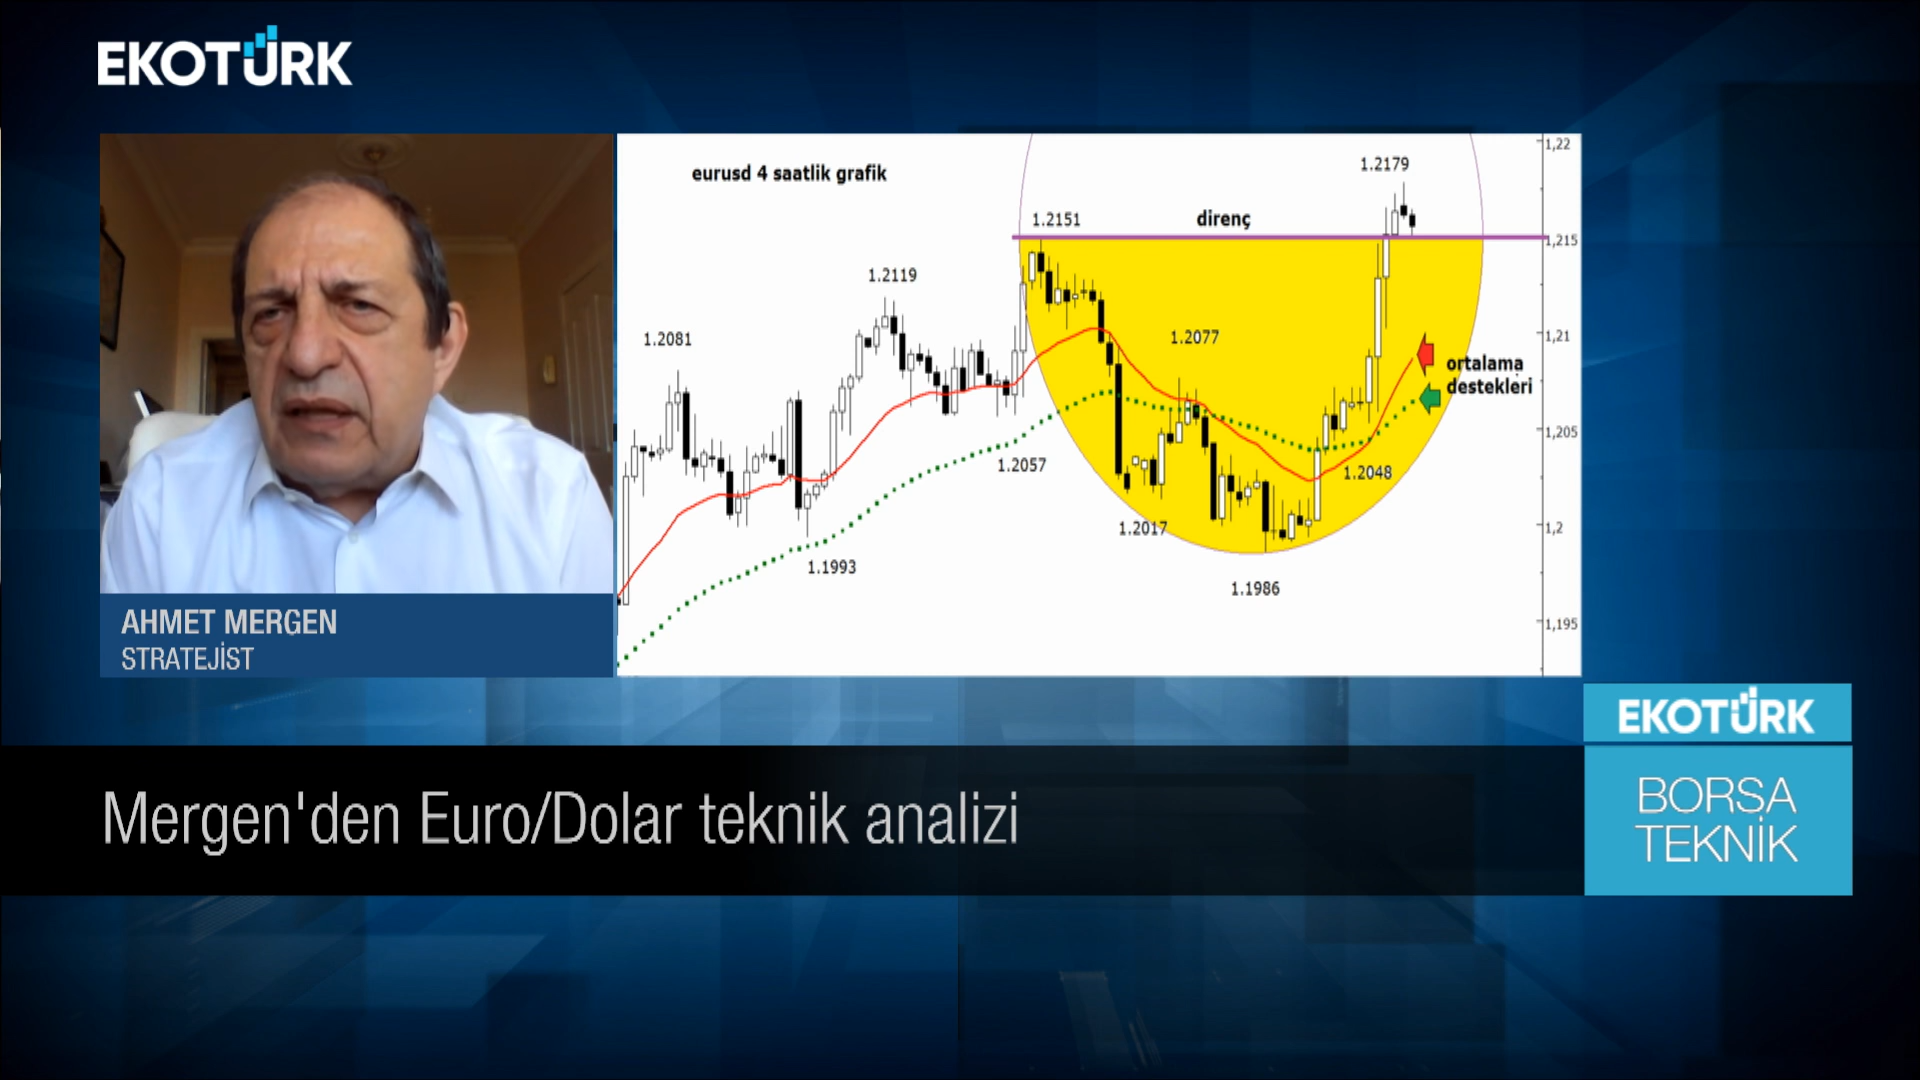 EKOTÜRK
eurusd 4 saatlik grafik
1.2179
1,22
1.2151
direnç
1,215
1.2119
1.2081
1.2077
1,21
ortalama
destekleri
1.2057
1.2048
1,205
1.2017
1,2
1.1993
1.1986
1,195
AHMET MERGEN
STRATEJİST
EKOTÜRK
Mergen'den Euro/Dolar teknik analizi
BORSA
TEKNİK